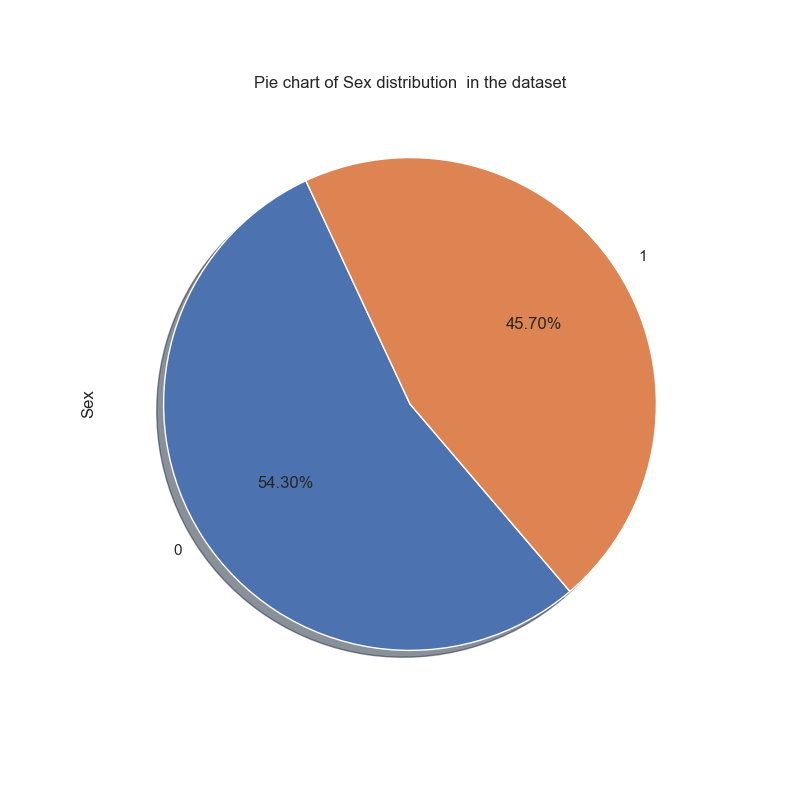 Pie chart of Sex distribution  in the dataset
1
45.70%
Sex
54.30%
0